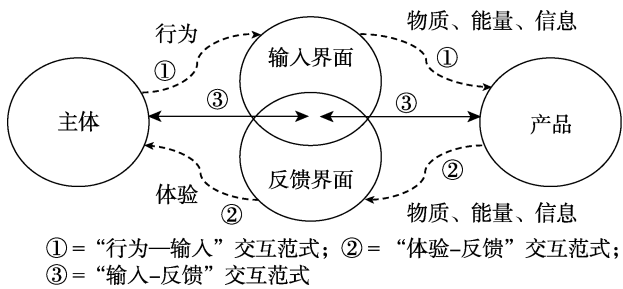 行为
物质、能量、信息
①
输入界面
①
③
③
主体
产品
反馈界面
②
体验
②
物质、能量、信息
①=“行为—输入”交互范式；②=“体验-反馈”交互范式；
③=“输入-反馈”交互范式